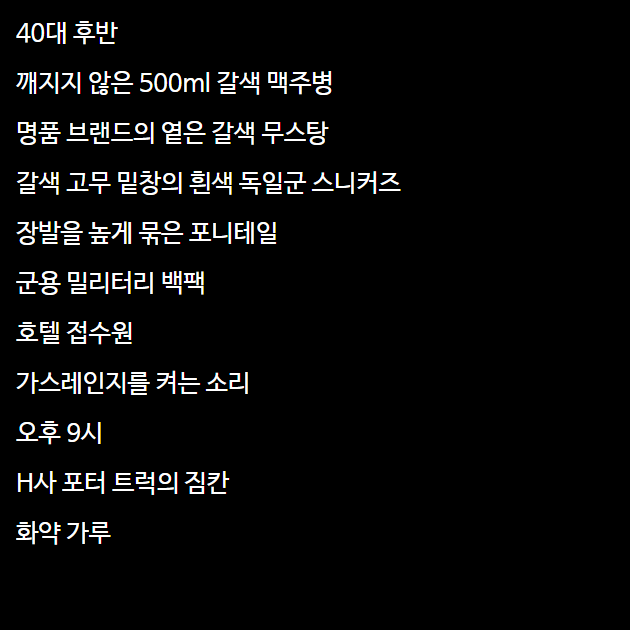 40대 후반
깨지지 않은 500ml 갈색 맥주병
명품 브랜드의 옅은 갈색 무스탕
갈색 고무 밑창의 흰색 독일군 스니커즈
장발을 높게 묶은 포니테일
군용 밀리터리 백팩
호텔 접수원
가스레인지를 켜는 소리
오후 9시
H사 포터 트럭의 짐칸
화약 가루